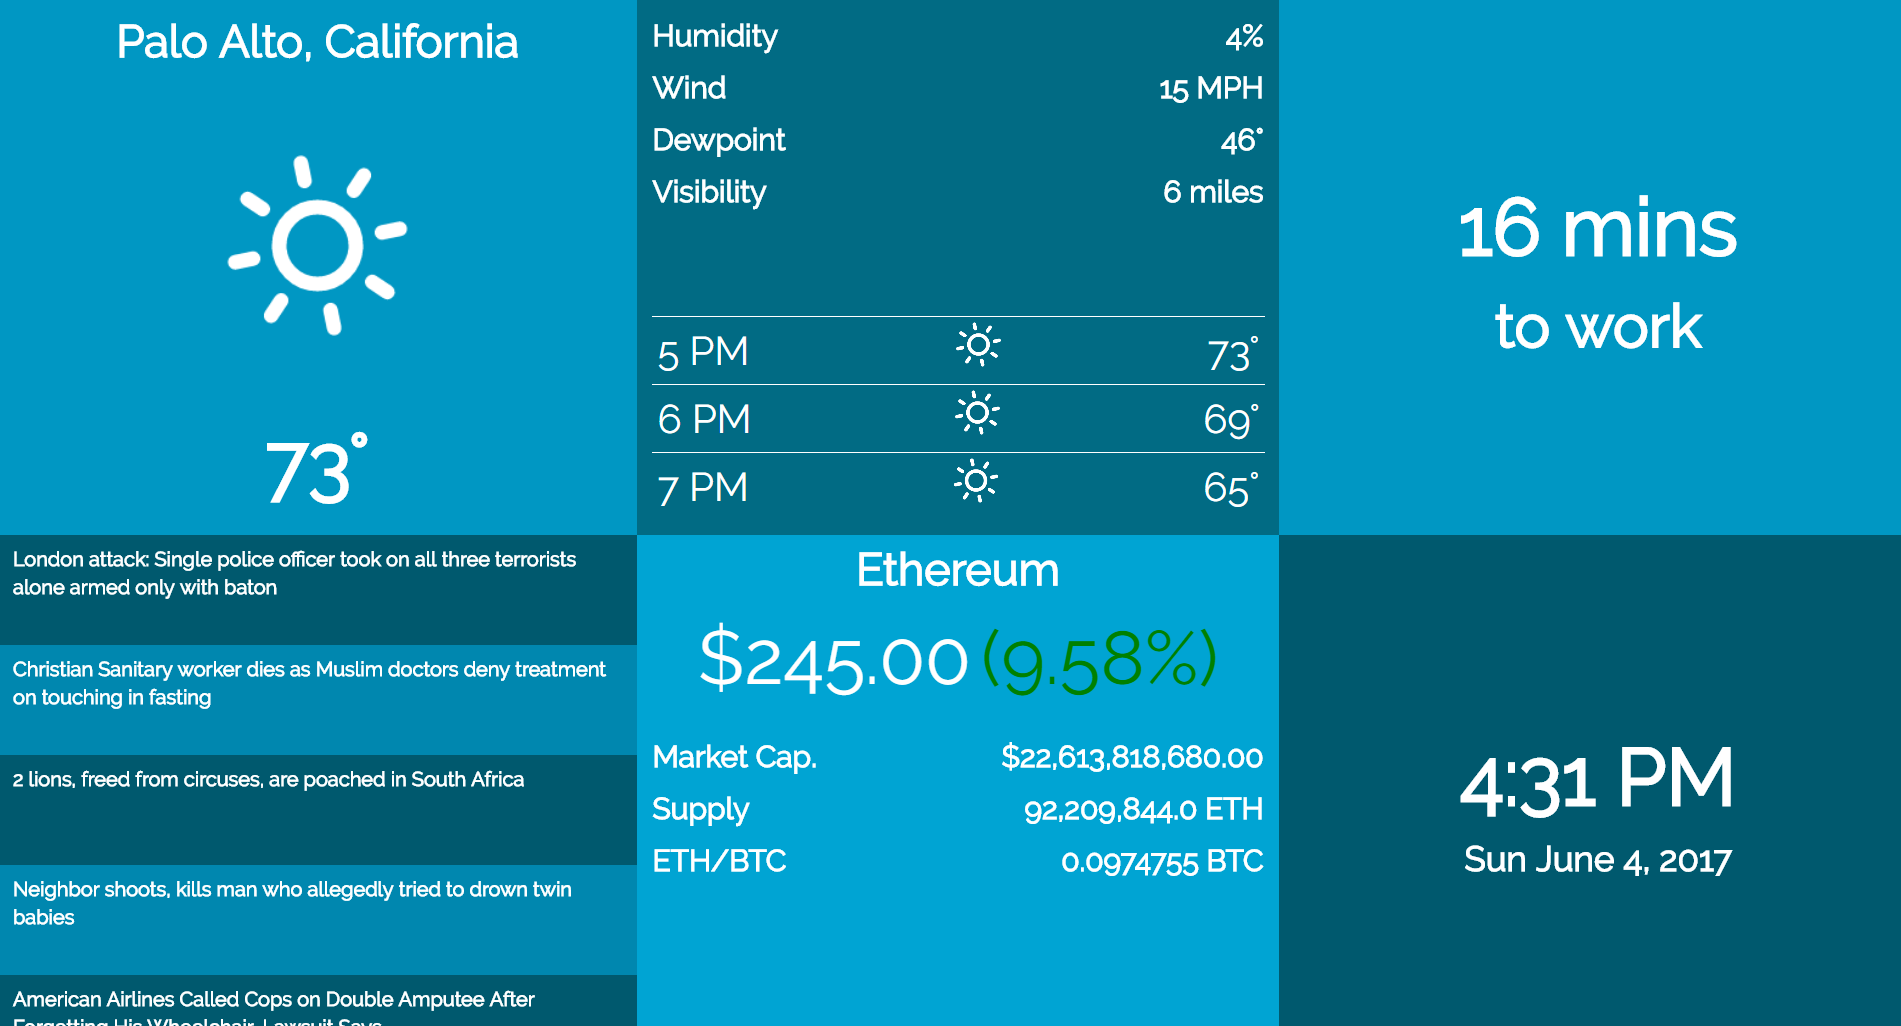 Palo Alto, California
73°
Humidity 4%
Wind 15 MPH
Dewpoint 46°
Visibility 6 miles
5 PM 73°
6 PM 69°
7 PM 65°
16 mins
to work
London attack: Single police officer took on all three terrorists
alone armed only with baton
Christian Sanitary worker dies as Muslim doctors deny treatment
on touching in fasting
2 lions, freed from circuses, are poached in South Africa
Neighbor shoots, kills man who allegedly tried to drown twin
babies
American Airlines Called Cops on Double Amputee After
Forgetting His Wheelchair, Lawsuit Says
Ethereum
$245.00 (9.58%)
Market Cap. $22,613,818,680.00
Supply 92,209,844.0 ETH
ETH/BTC 0.0974755 BTC
4:31 PM
Sun June 4, 2017